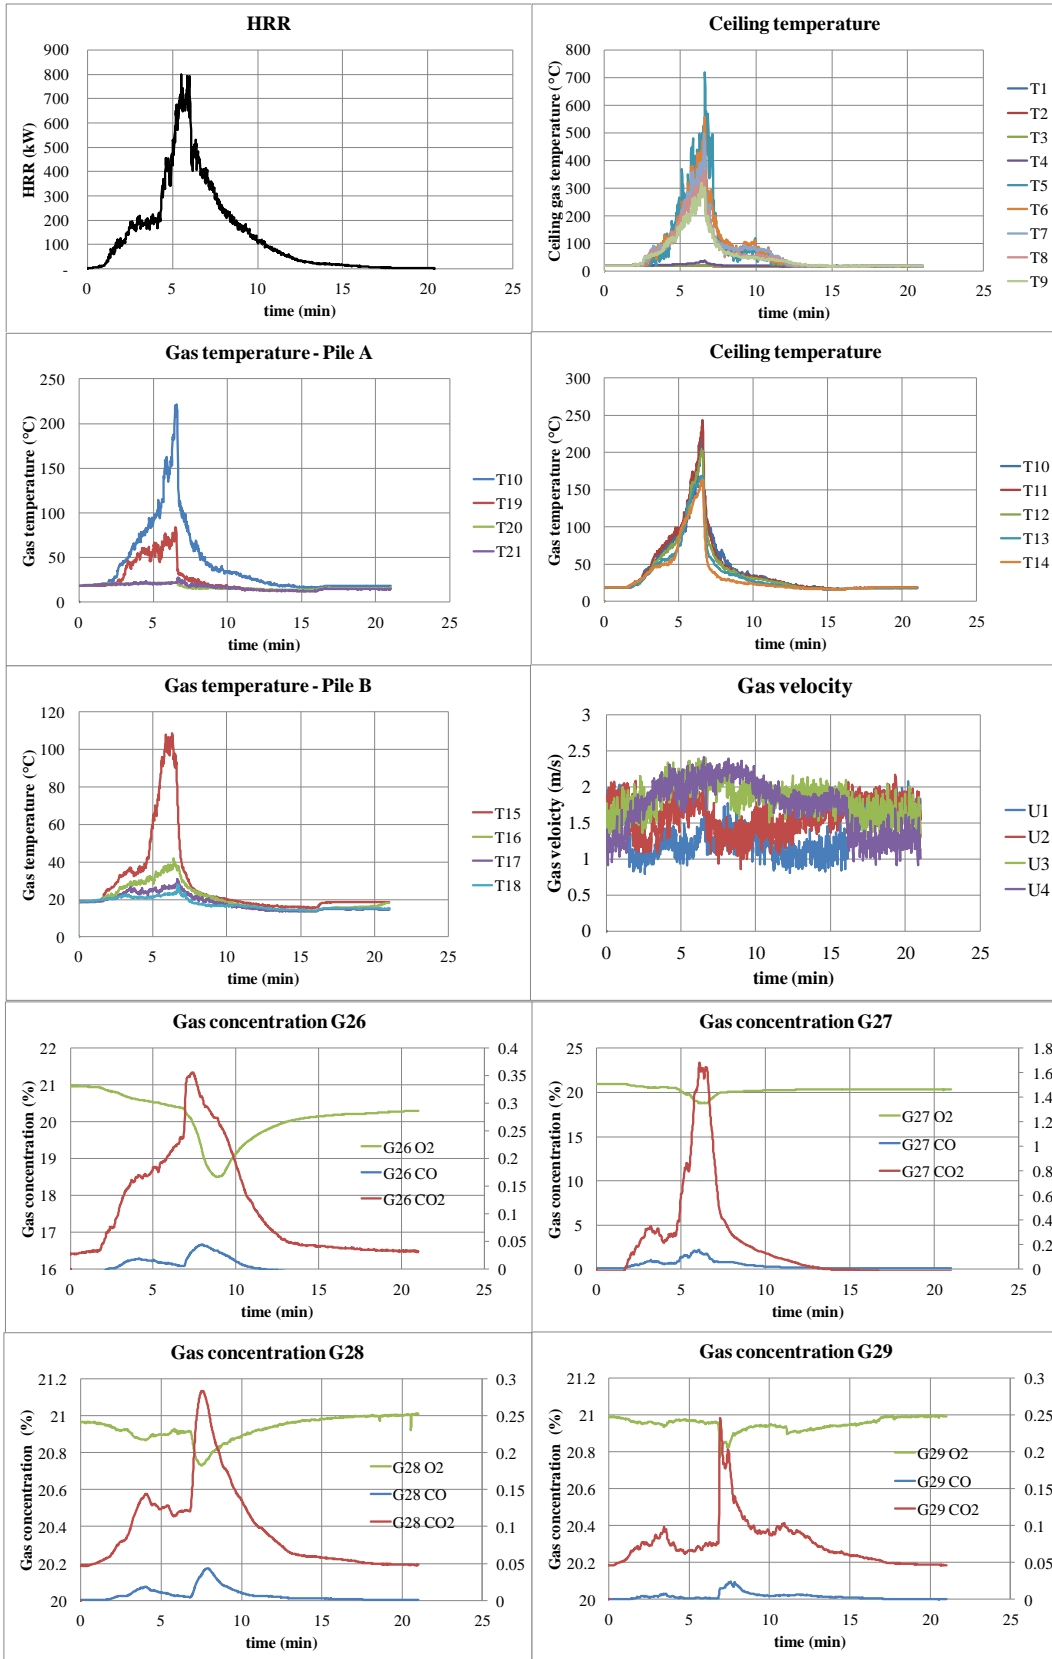 HRR
900
800
700
600
500
400
300
200
100
-
HRR (kW)
0
5
10
15
20
25
time (min)
Ceiling temperature
800
700
600
500
400
300
200
100
0
Ceiling gas temperature (°C)
0
5
10
15
20
25
time (min)
T1
T2
T3
T4
T5
T6
T7
T8
T9
Gas temperature - Pile A
250
200
150
100
50
0
Gas temperature (°C)
0
5
10
15
20
25
time (min)
T10
T19
T20
T21
Ceiling temperature
300
250
200
150
100
50
0
Gas temperature (°C)
0
5
10
15
20
25
time (min)
T10
T11
T12
T13
T14
Gas temperature - Pile B
120
100
80
60
40
20
0
Gas temperature (°C)
0
5
10
15
20
25
time (min)
T15
T16
T17
T18
Gas velocity
3
2.5
2
1.5
1
0.5
0
Gas veloicty (m/s)
0
5
10
15
20
25
time (min)
U1
U2
U3
U4
Gas concentration G26
22
21
20
19
18
17
16
Gas concentration (%)
0.4
0.35
0.3
0.25
0.2
0.15
0.1
0.05
0
0
5
10
15
20
25
time (min)
G26 O2
G26 CO
G26 CO2
Gas concentration G27
25
20
15
10
5
0
Gas concentration (%)
1.8
1.6
1.4
1.2
1
0.8
0.6
0.4
0.2
0
0
5
10
15
20
25
time (min)
G27 O2
G27 CO
G27 CO2
Gas concentration G28
21.2
21
20.8
20.6
20.4
20.2
20
Gas concentration (%)
0.3
0.25
0.2
0.15
0.1
0.05
0
0
5
10
15
20
25
time (min)
G28 O2
G28 CO
G28 CO2
Gas concentration G29
21.2
21
20.8
20.6
20.4
20.2
20
Gas concentration (%)
0.3
0.25
0.2
0.15
0.1
0.05
0
0
5
10
15
20
25
time (min)
G29 O2
G29 CO
G29 CO2